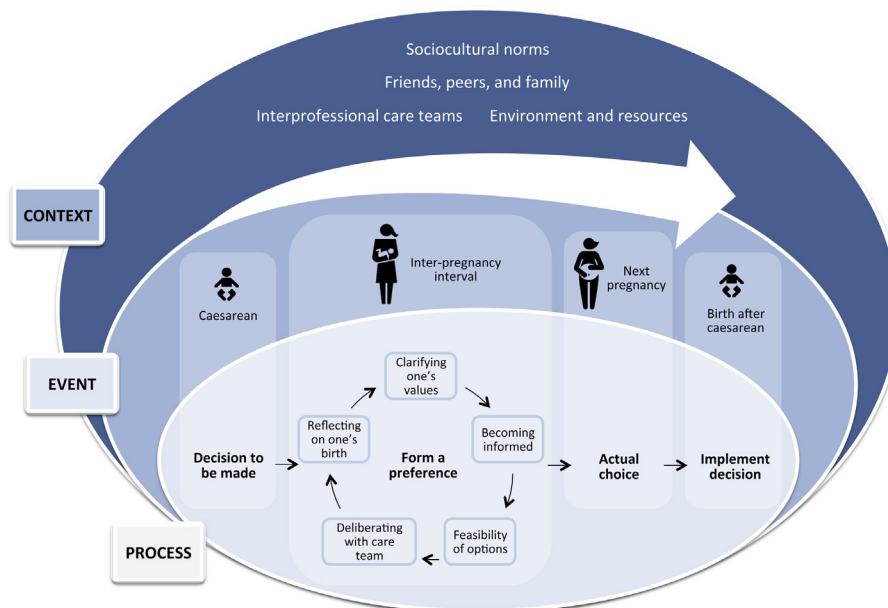 Sociocultural norms
Friends, peers, and family
Interprofessional care teams
Environment and resources
CONTEXT
Caesarean
Inter-pregnancy
interval
Next
pregnancy
Birth after
caesarean
EVENT
Clarifying
one's
values
Reflecting
on one's
birth
Becoming
informed
Decision to
be made
Form a
preference
Actual
choice
Implement
decision
Deliberating
with care
team
Feasibility
of options
PROCESS